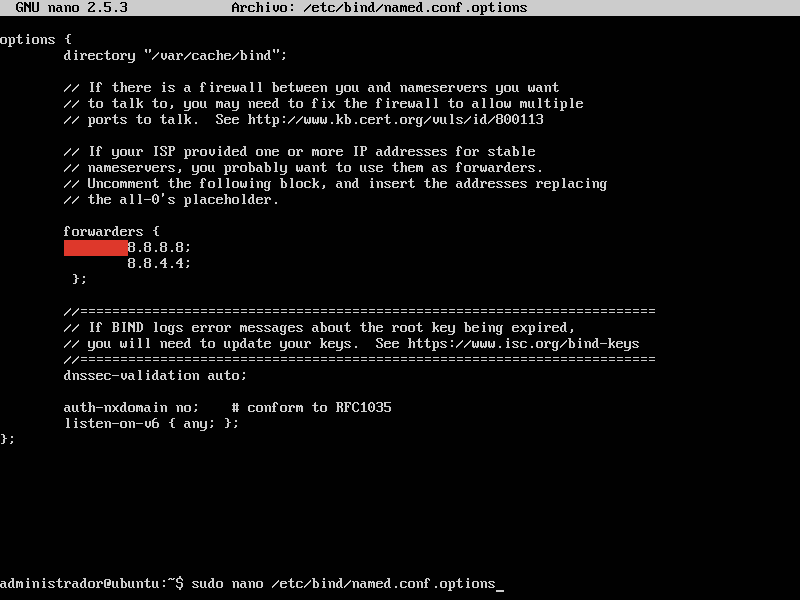 GNU nano 2.5.3 Archivo: /etc/bind/named.conf.options
options {
directory "/var/cache/bind";
// If there is a firewall between you and nameservers you want
// to talk to, you may need to fix the firewall to allow multiple
// ports to talk.  See http://www.kb.cert.org/vuls/id/800113
// If your ISP provided one or more IP addresses for stable
// nameservers, you probably want to use them as forwarders.
// Uncomment the following block, and insert the addresses replacing
// the all-0's placeholder.
forwarders {
8.8.8.8;
8.8.4.4;
};
//========================================================================
// If BIND logs error messages about the root key being expired,
// you will need to update your keys.  See https://www.isc.org/bind-keys
//========================================================================
dnssec-validation auto;
auth-nxdomain no;    # conform to RFC1035
listen-on-v6 { any; };
};
administrador@ubuntu:~$ sudo nano /etc/bind/named.conf.options_